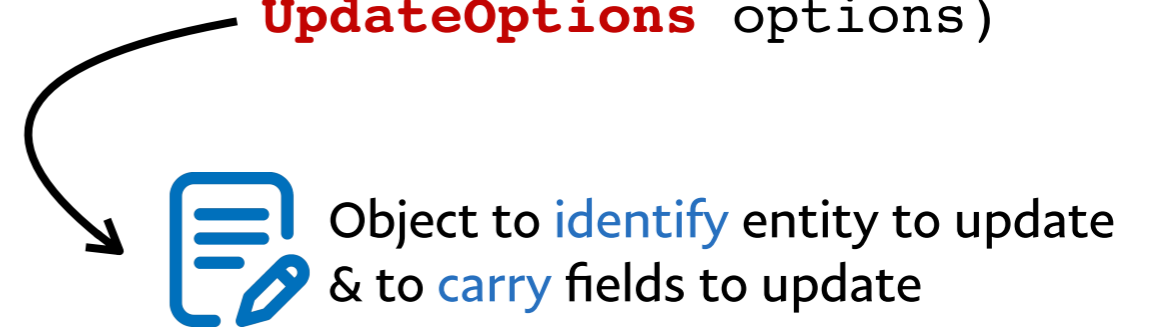 UpdateOptions options)
Object to identify entity to update
& to carry fields to update